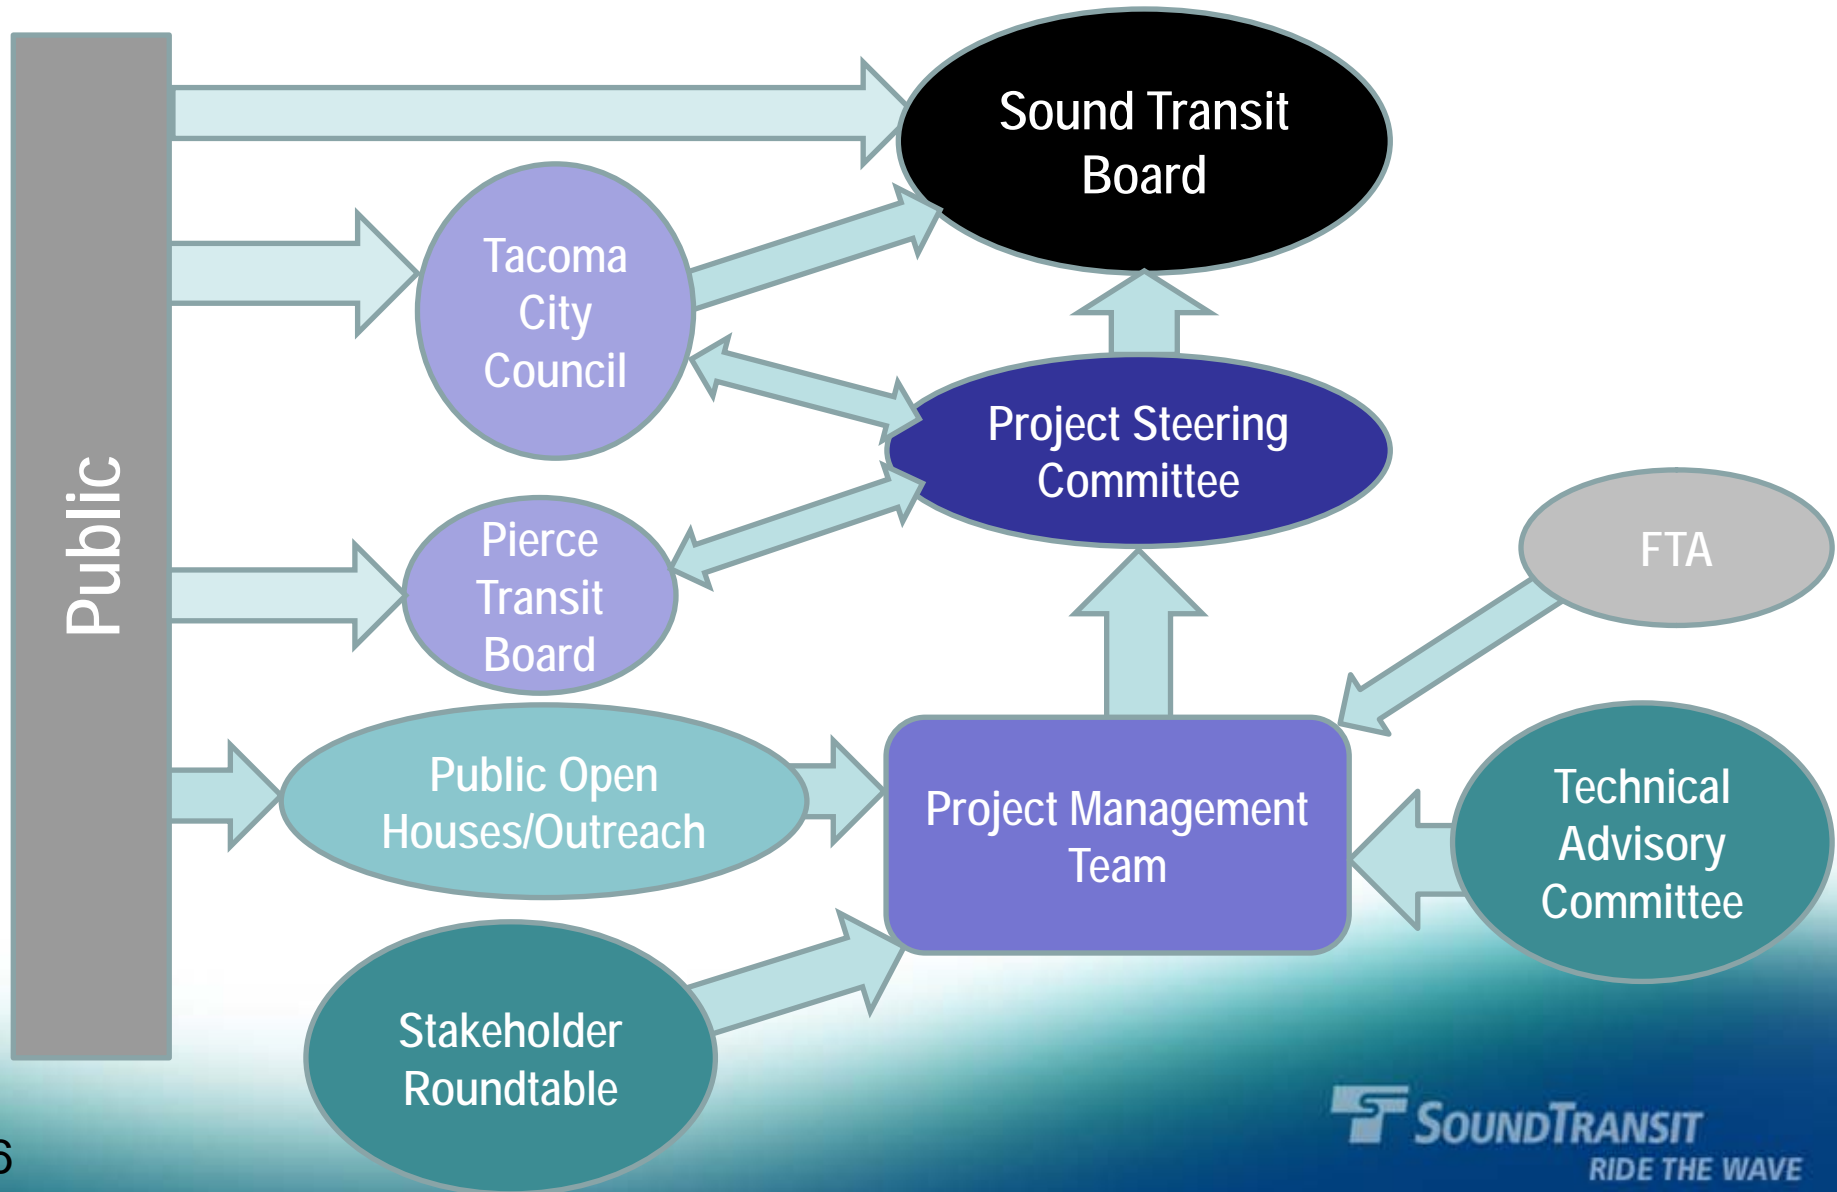 Public
Sound Transit
Board
Tacoma
City
Council
Project Steering
Committee
Pierce
Transit
Board
FTA
Public Open
Houses/Outreach
Project Management
Team
Technical
Advisory
Committee
Stakeholder
Roundtable
SOUNDTRANSIT
RIDE THE WAVE
6